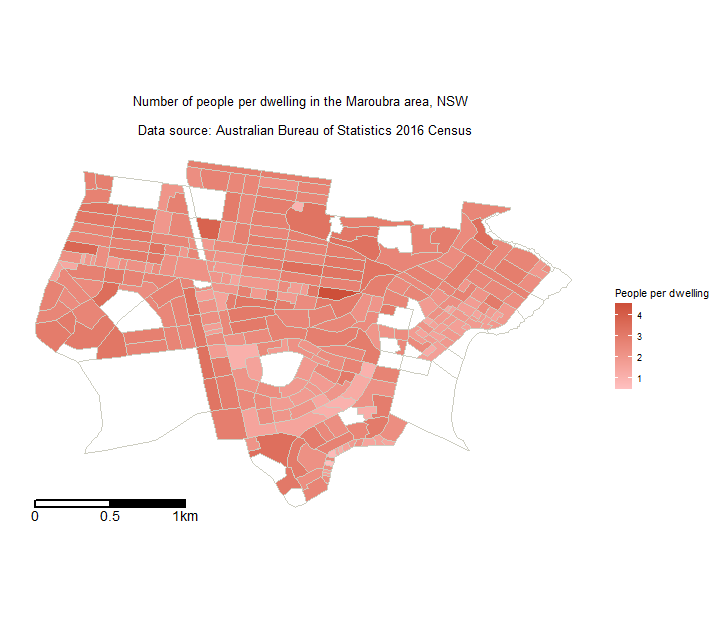 Number of people per dwelling in the Maroubra area, NSW
Data source: Australian Bureau of Statistics 2016 Census
People per dwelling
4
3
2
1
0 0.5 1km